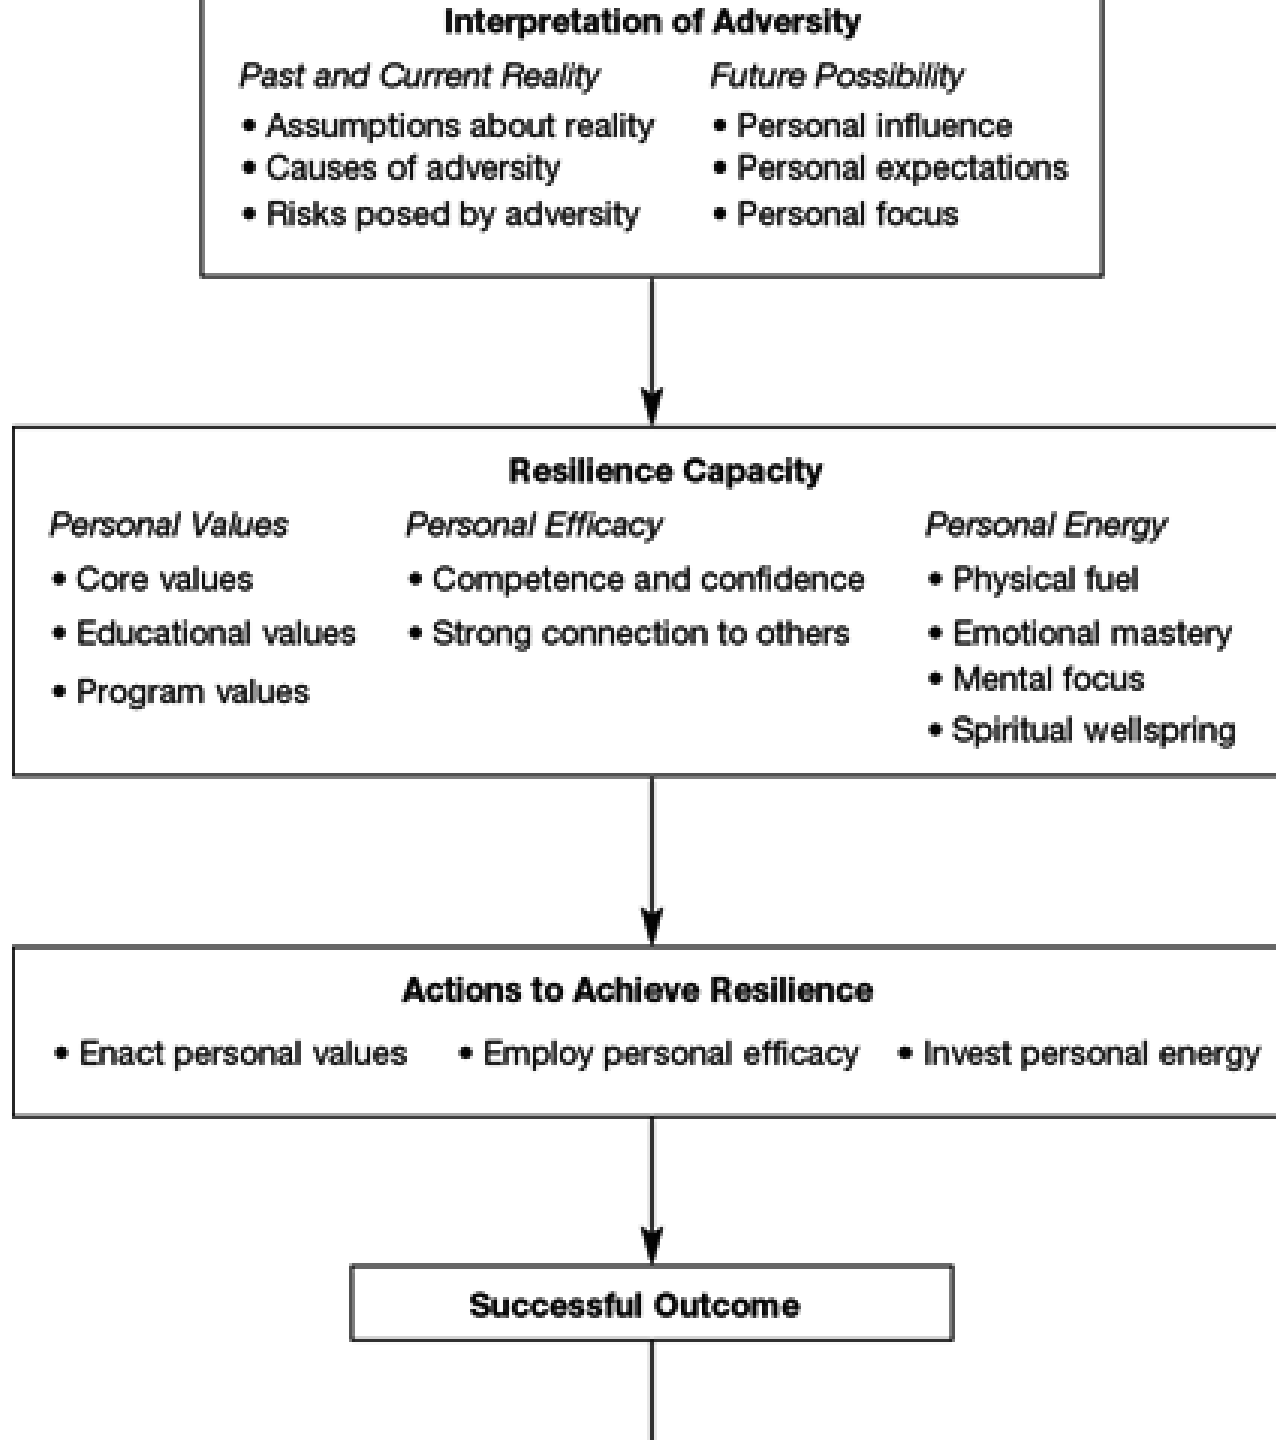 Interpretation of Adversity
Past and Current Reality
• Assumptions about reality
• Causes of adversity
• Risks posed by adversity
Future Possibility
• Personal influence
• Personal expectations
• Personal focus
Resilience Capacity
Personal Values
• Core values
• Educational values
• Program values
Personal Efficacy
• Competence and confidence
• Strong connection to others
Personal Energy
• Physical fuel
• Emotional mastery
• Mental focus
• Spiritual wellspring
Actions to Achieve Resilience
• Enact personal values
• Employ personal efficacy
• Invest personal energy
Successful Outcome